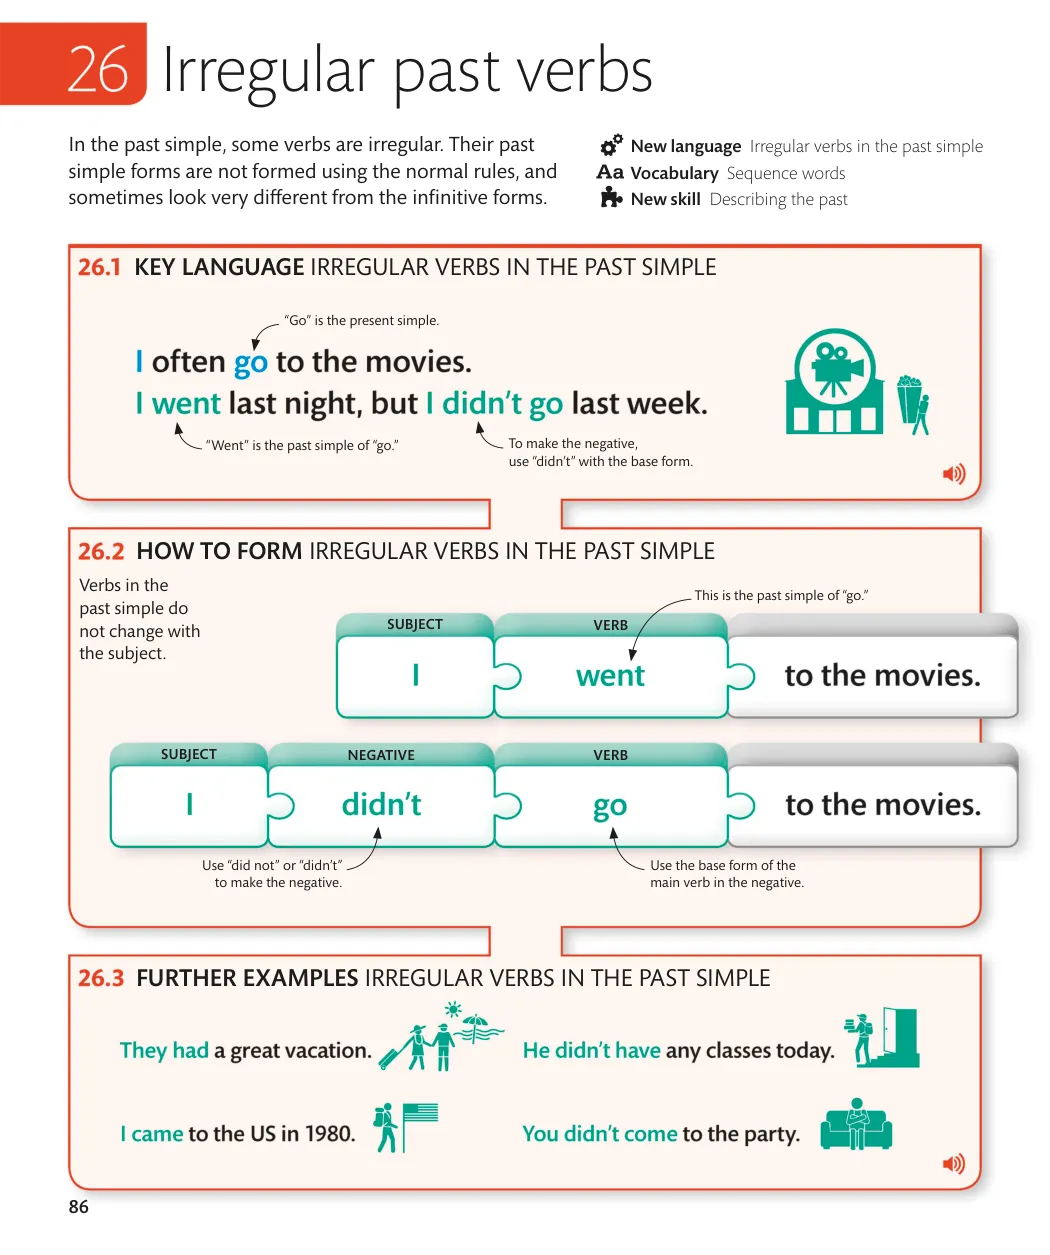 26 Irregular past verbs
In the past simple, some verbs are irregular. Their past
simple forms are not formed using the normal rules, and
sometimes look very different from the infinitive forms.
New language Irregular verbs in the past simple
Aa Vocabulary Sequence words
New skill Describing the past
26.1 KEY LANGUAGE IRREGULAR VERBS IN THE PAST SIMPLE
“Go” is the present simple.
I often go to the movies.
I went last night, but I didn’t go last week.
“Went” is the past simple of “go.”
To make the negative,
use “didn’t” with the base form.
26.2 HOW TO FORM IRREGULAR VERBS IN THE PAST SIMPLE
Verbs in the
past simple do
not change with
the subject.
This is the past simple of “go.”
SUBJECT VERB
I went to the movies.
SUBJECT NEGATIVE VERB
I didn’t go to the movies.
Use “did not” or “didn’t”
to make the negative.
Use the base form of the
main verb in the negative.
26.3 FURTHER EXAMPLES IRREGULAR VERBS IN THE PAST SIMPLE
They had a great vacation.
He didn’t have any classes today.
I came to the US in 1980.
You didn’t come to the party.
86